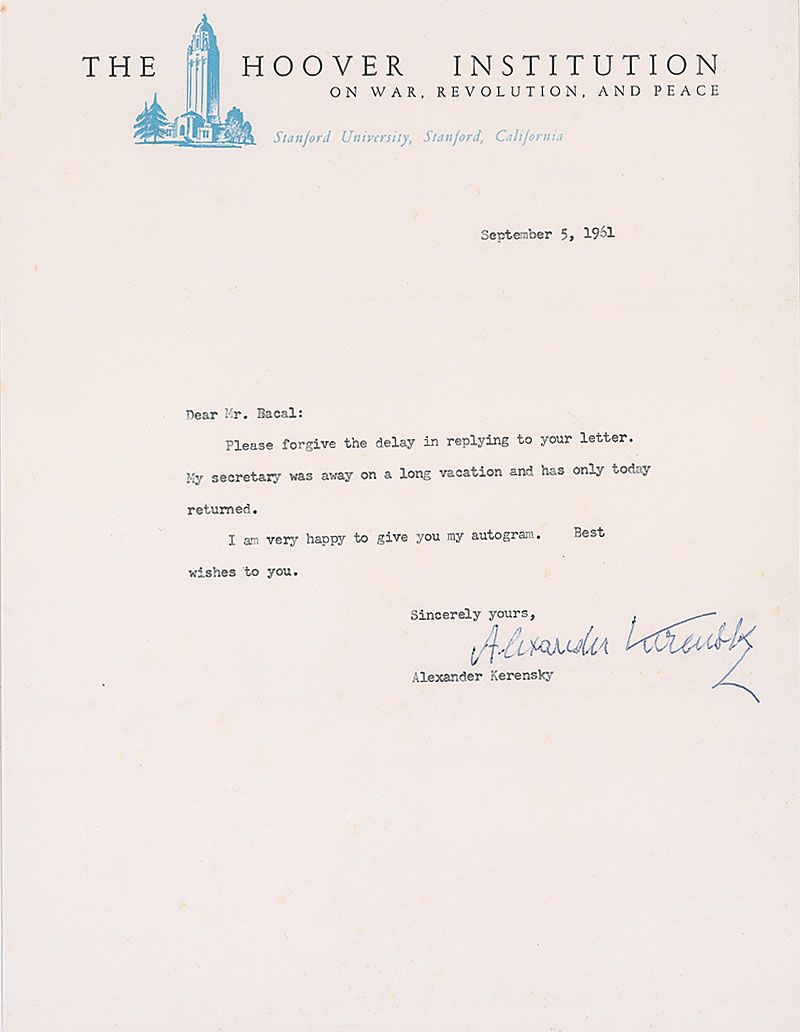 THE HOOVER INSTITUTION
ON WAR, REVOLUTION, AND PEACE
Stanford University, Stanford, California
September 5, 1961
Dear Mr. Bacal:
Please forgive the delay in replying to your letter.
My secretary was away on a long vacation and has only today
returned.
I am very happy to give you my autogram. Best
wishes to you.
Sincerely yours,
Alexander Kerensky
Alexander Kerensky